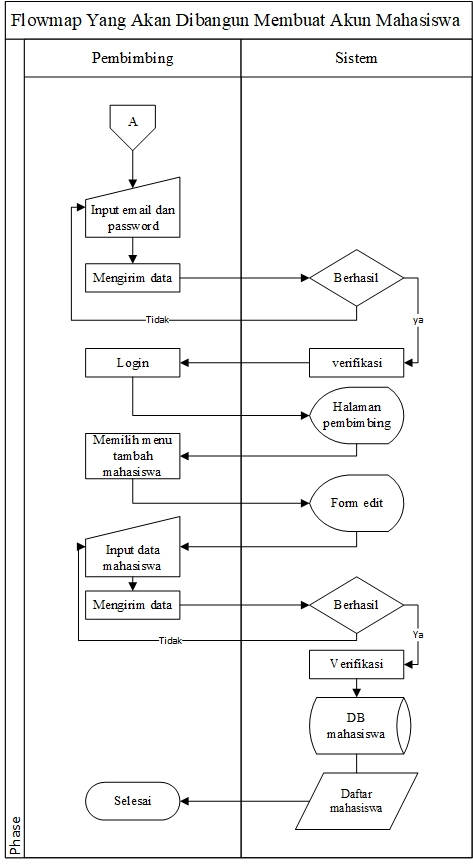 Flowmap Yang Akan Dibangun Membuat Akun Mahasiswa
Pembimbing
Sistem
A
Input email dan
password
Mengirim data
Berhasil
Tidak
ya
Login
verifikasi
Halaman
pembimbing
Memilih menu
tambah
mahasiswa
Form edit
Input data
mahasiswa
Mengirim data
Berhasil
Tidak
Ya
Verifikasi
DB
mahasiswa
Selesai
Daftar
mahasiswa
Phase